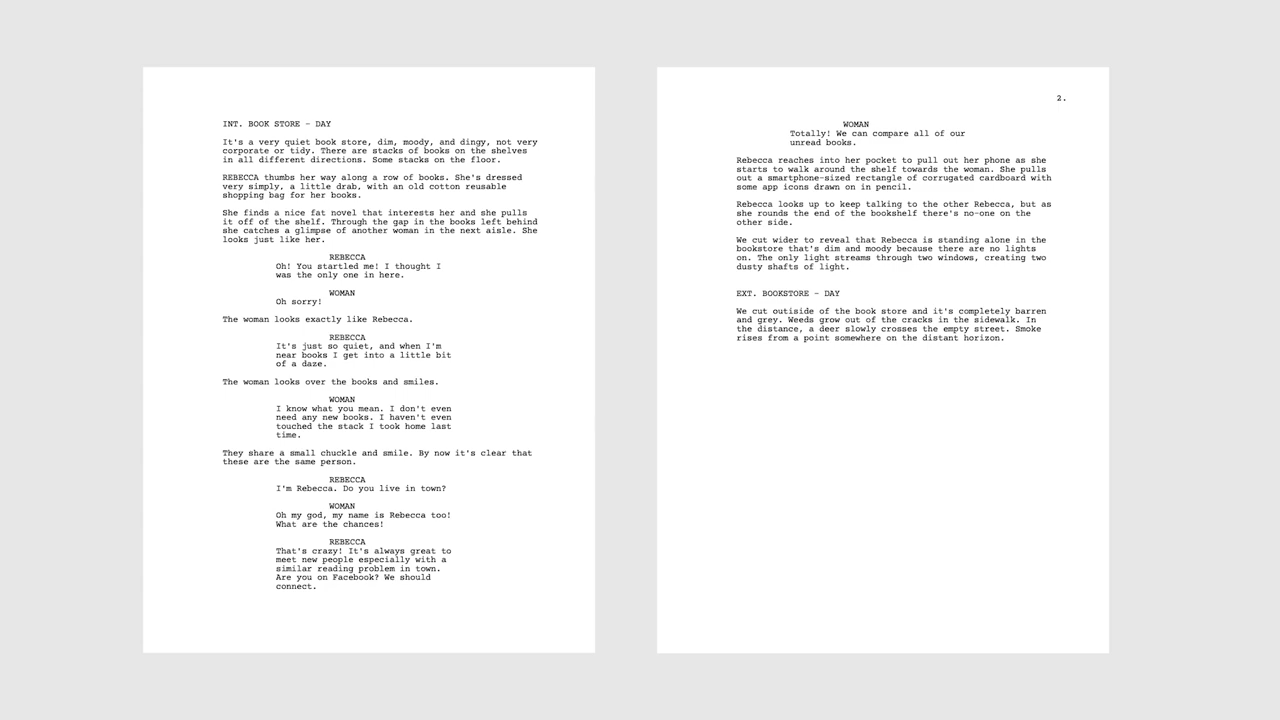 INT. BOOK STORE - DAY
It's a very quiet book store, dim, moody, and dingy, not very
corporate or tidy. There are stacks of books on the shelves
in all different directions. Some stacks on the floor.
REBECCA thumbs her way along a row of books. She's dressed
very simply, a little drab, with an old cotton reusable
shopping bag for her books.
She finds a nice fat novel that interests her and she pulls
it off of the shelf. Through the gap in the books left behind
she catches a glimpse of another woman in the next aisle. She
looks just like her.
REBECCA
Oh! You startled me! I thought I
was the only one in here.
WOMAN
Oh sorry!
The woman looks exactly like Rebecca.
REBECCA
It's just so quiet, and when I'm
near books I get into a little bit
of a daze.
The woman looks over the books and smiles.
WOMAN
I know what you mean. I don't even
need any new books. I haven't even
touched the stack I took home last
time.
They share a small chuckle and smile. By now it's clear that
these are the same person.
REBECCA
I'm Rebecca. Do you live in town?
WOMAN
Oh my god, my name is Rebecca too!
What are the chances!
REBECCA
That's crazy! It's always great to
meet new people especially with a
similar reading problem in town.
Are you on Facebook? We should
connect.
2.
WOMAN
Totally! We can compare all of our
unread books.
Rebecca reaches into her pocket to pull out her phone as she
starts to walk around the shelf towards the woman. She pulls
out a smartphone-sized rectangle of corrugated cardboard with
some app icons drawn on in pencil.
Rebecca looks up to keep talking to the other Rebecca, but as
she rounds the end of the bookshelf there's no-one on the
other side.
We cut wider to reveal that Rebecca is standing alone in the
bookstore that's dim and moody because there are no lights
on. The only light streams through two windows, creating two
dusty shafts of light.
EXT. BOOKSTORE - DAY
We cut outiside of the book store and it's completely barren
and grey. Weeds grow out of the cracks in the sidewalk. In
the distance, a deer slowly crosses the empty street. Smoke
rises from a point somewhere on the distant horizon.